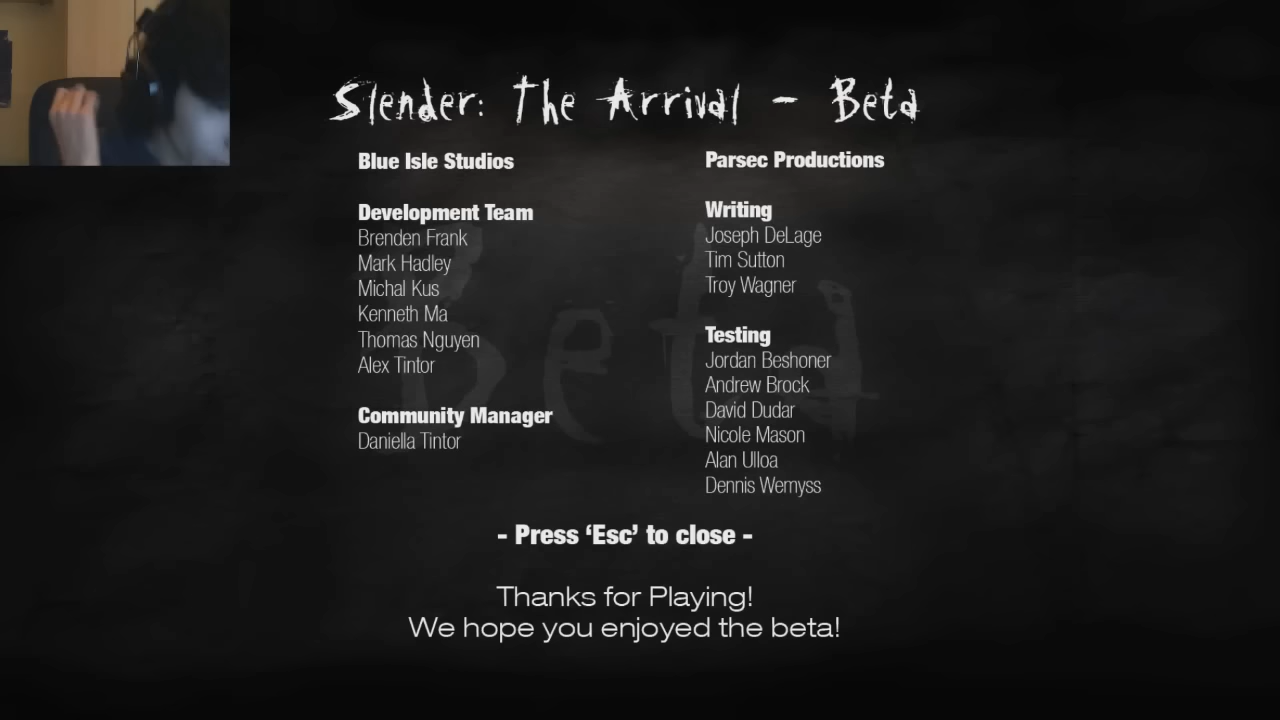 Slender: The Arrival - Beta
Blue Isle Studios
Development Team
Brenden Frank
Mark Hadley
Michal Kus
Kenneth Ma
Thomas Nguyen
Alex Tintor
Community Manager
Daniella Tintor
Parsec Productions
Writing
Joseph DeLage
Tim Sutton
Troy Wagner
Testing
Jordan Beshoner
Andrew Brock
David Dudar
Nicole Mason
Alan Ulloa
Dennis Wemyss
- Press ‘Esc’ to close -
Thanks for Playing!
We hope you enjoyed the beta!
Beta